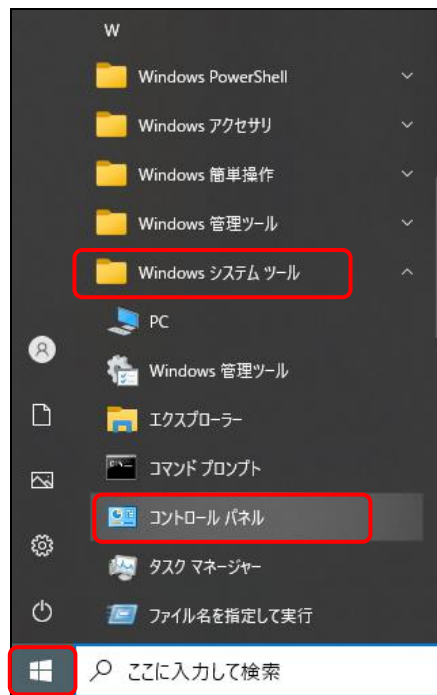 W
Windows PowerShell
Windows アクセサリ
Windows 簡単操作
Windows 管理ツール
Windows システム ツール
PC
Windows 管理ツール
エクスプローラー
コマンド プロンプト
コントロール パネル
タスク マネージャー
ファイル名を指定して実行
ここに入力して検索